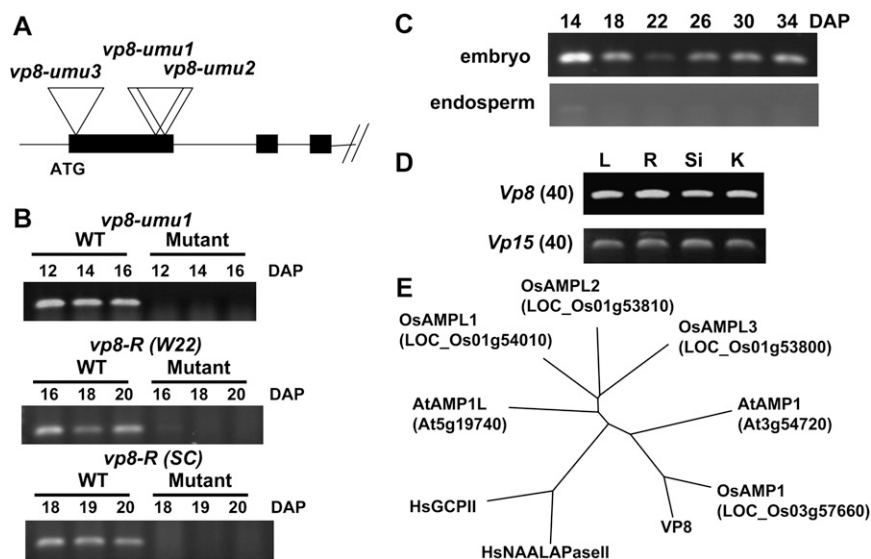 A
vp8-umu1
vp8-umu3 vp8-umu2
ATG
B
vp8-umu1
WT Mutant
12 14 16 12 14 16 DAP
vp8-R (W22)
WT Mutant
16 18 20 16 18 20 DAP
vp8-R (SC)
WT Mutant
18 19 20 18 19 20 DAP
C
14 18 22 26 30 34 DAP
embryo
endosperm
D
L R Si K
Vp8 (40)
Vp15 (40)
E
OsAMPL2
(LOC_Os01g53810)
OsAMPL1
(LOC_Os01g54010)
OsAMPL3
(LOC_Os01g53800)
AtAMP1L
(At5g19740)
AtAMP1
(At3g54720)
HsGCPII
HsNAALAPaseII
VP8
OsAMP1
(LOC_Os03g57660)